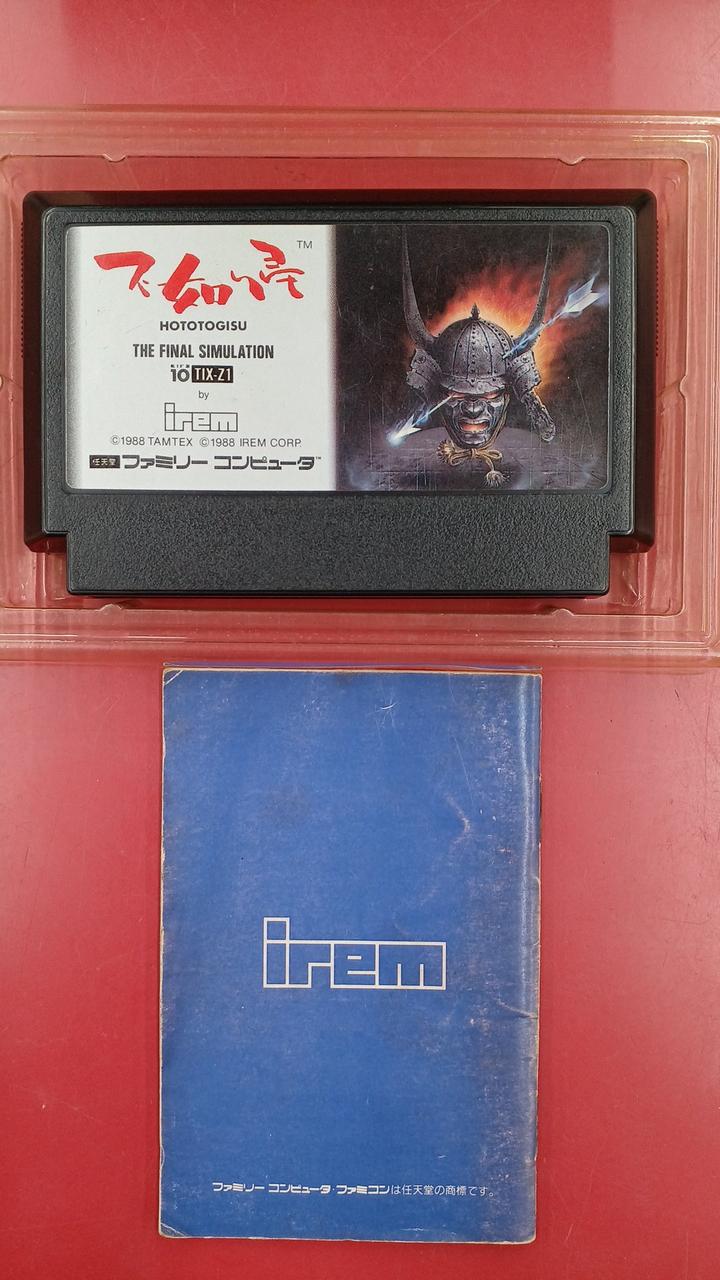 不如帰
TM
HOTOTOGISU
THE FINAL SIMULATION
10 TIX-Z1
by
irem
©1988 TAMTEX ©1988 IREM CORP.
任天堂 ファミリー コンピュータ™
irem
ファミリー コンピュータ・ファミコンは任天堂の商標です。